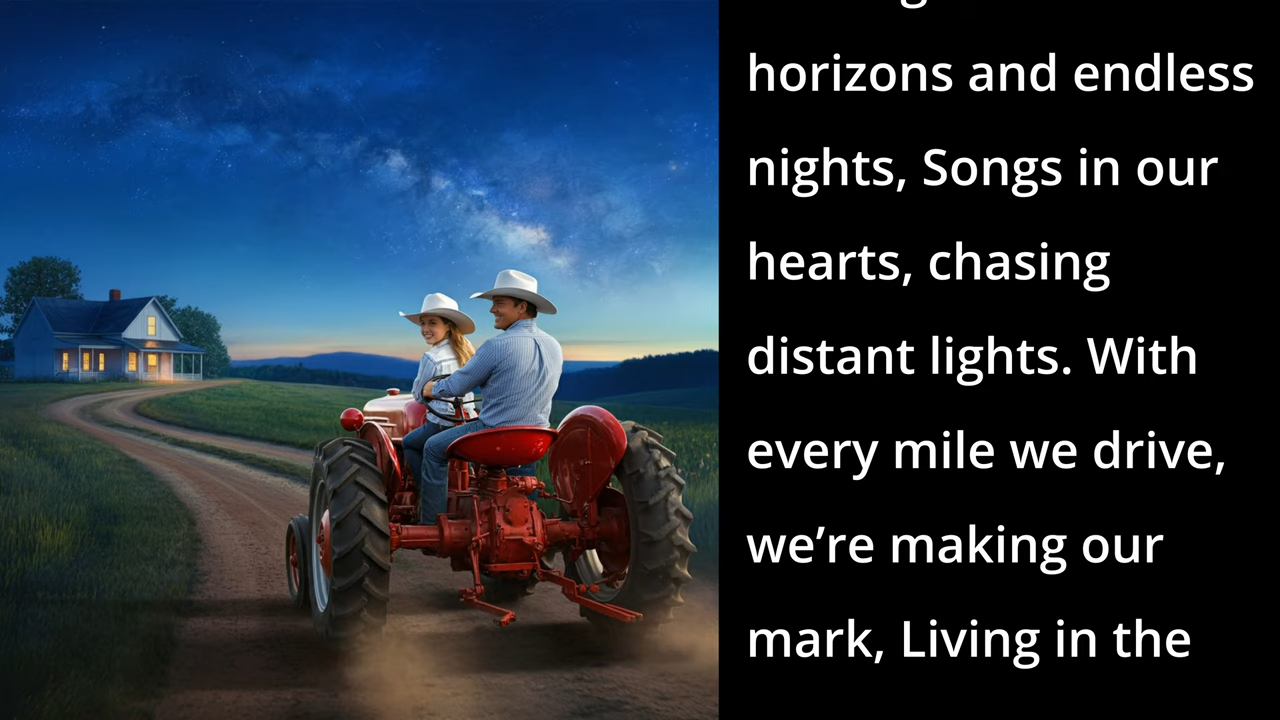 horizons and endless
nights, Songs in our
hearts, chasing
distant lights. With
every mile we drive,
we’re making our
mark, Living in the